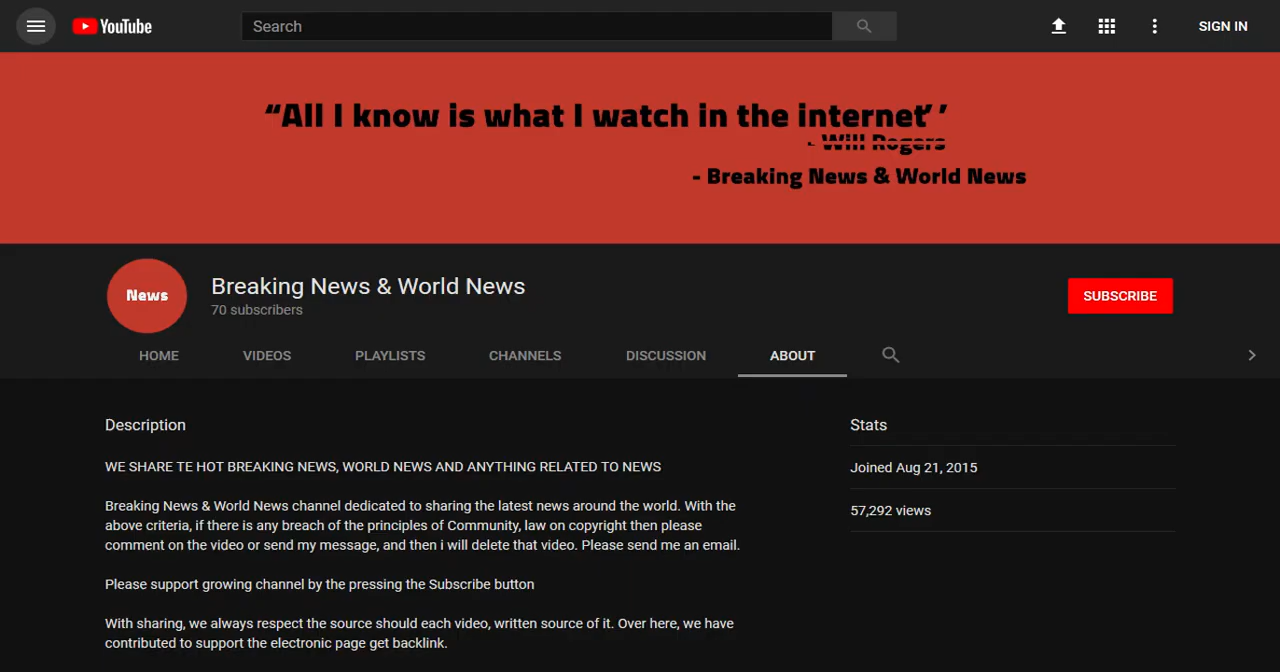 YouTube
Search
SIGN IN
“All I know is what I watch in the internet’’
- Will Rogers
- Breaking News & World News
News
Breaking News & World News
70 subscribers
SUBSCRIBE
HOME VIDEOS PLAYLISTS CHANNELS DISCUSSION ABOUT
Description
WE SHARE TE HOT BREAKING NEWS, WORLD NEWS AND ANYTHING RELATED TO NEWS
Breaking News & World News channel dedicated to sharing the latest news around the world. With the
above criteria, if there is any breach of the principles of Community, law on copyright then please
comment on the video or send my message, and then i will delete that video. Please send me an email.
Please support growing channel by the pressing the Subscribe button
With sharing, we always respect the source should each video, written source of it. Over here, we have
contributed to support the electronic page get backlink.
Stats
Joined Aug 21, 2015
57,292 views